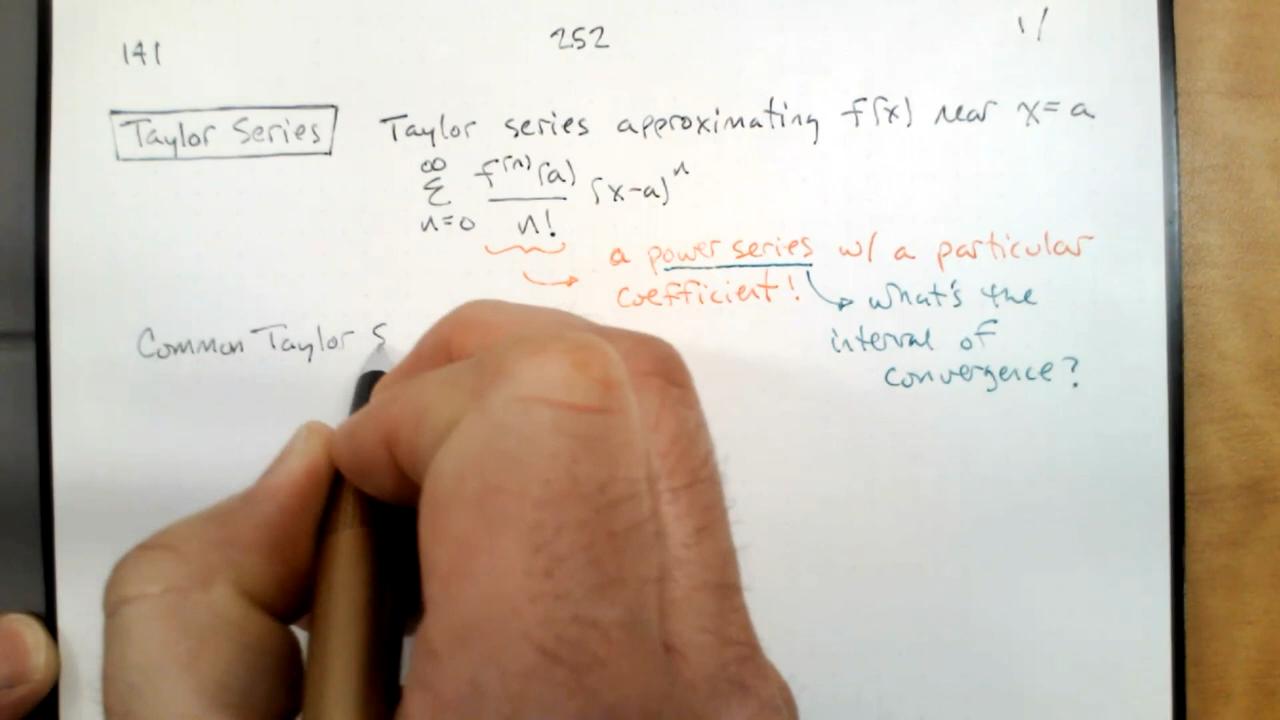 141 252 1/
Taylor Series Taylor series approximating f(x) near x=a
∞
Σ f⁽ⁿ⁾(a) (x-a)ⁿ
n=0 n!
a power series w/ a particular
coefficient! what's the
Common Taylor S interval of
convergence?